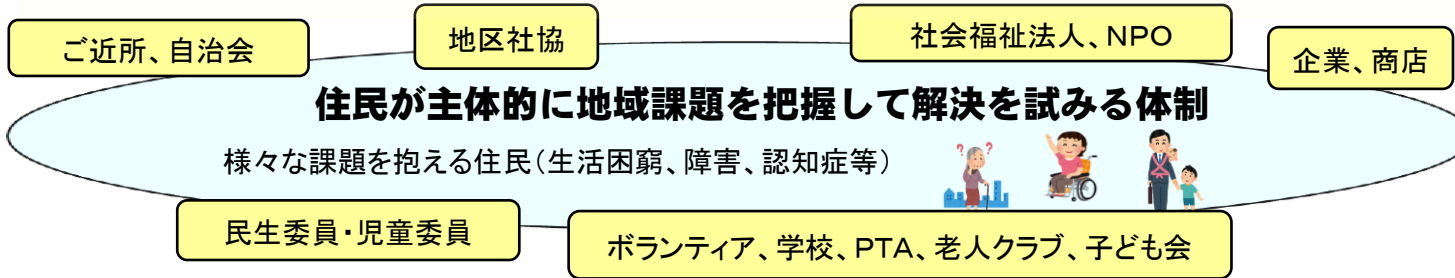 ご近所、自治会
地区社協
社会福祉法人、NPO
企業、商店
住民が主体的に地域課題を把握して解決を試みる体制
様々な課題を抱える住民(生活困窮、障害、認知症等)
? ?
民生委員・児童委員
ボランティア、学校、PTA、老人クラブ、子ども会